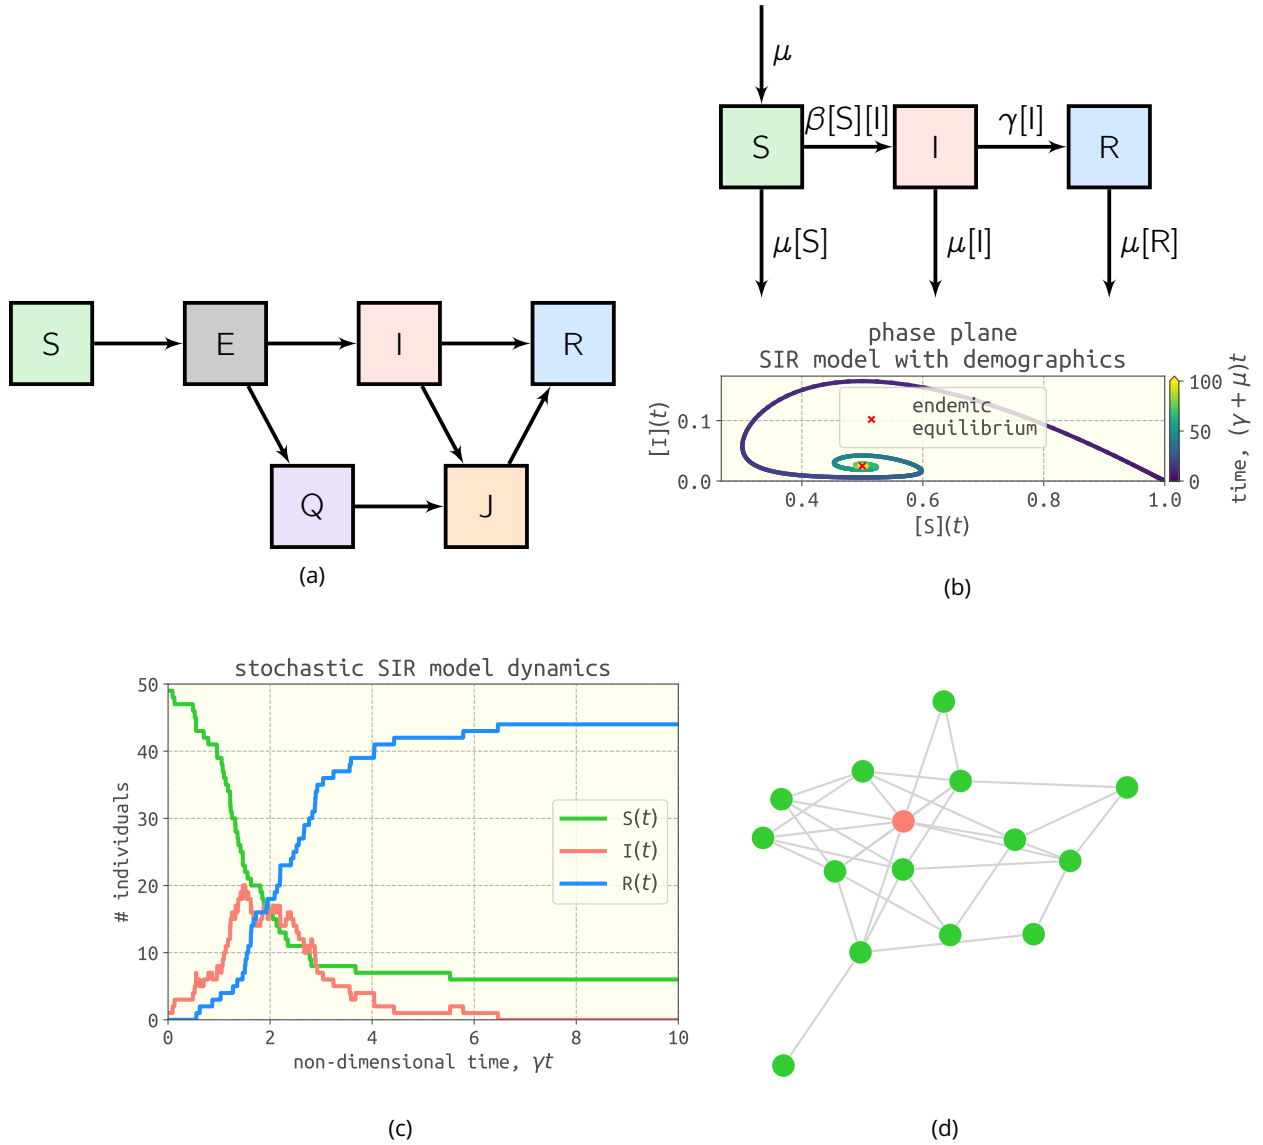 S
E
I
R
Q
J
(a)
μ
S
β[S][I]
I
γ[I]
R
μ[S]
μ[I]
μ[R]
phase plane
SIR model with demographics
[I](t)
0.1
0.0
endemic
equilibrium
0.4
0.6
0.8
1.0
[S](t)
100
50
0
time, (γ + μ)t
(b)
stochastic SIR model dynamics
# individuals
50
40
30
20
10
0
S(t)
I(t)
R(t)
0
2
4
6
8
10
non-dimensional time, γt
(c)
(d)